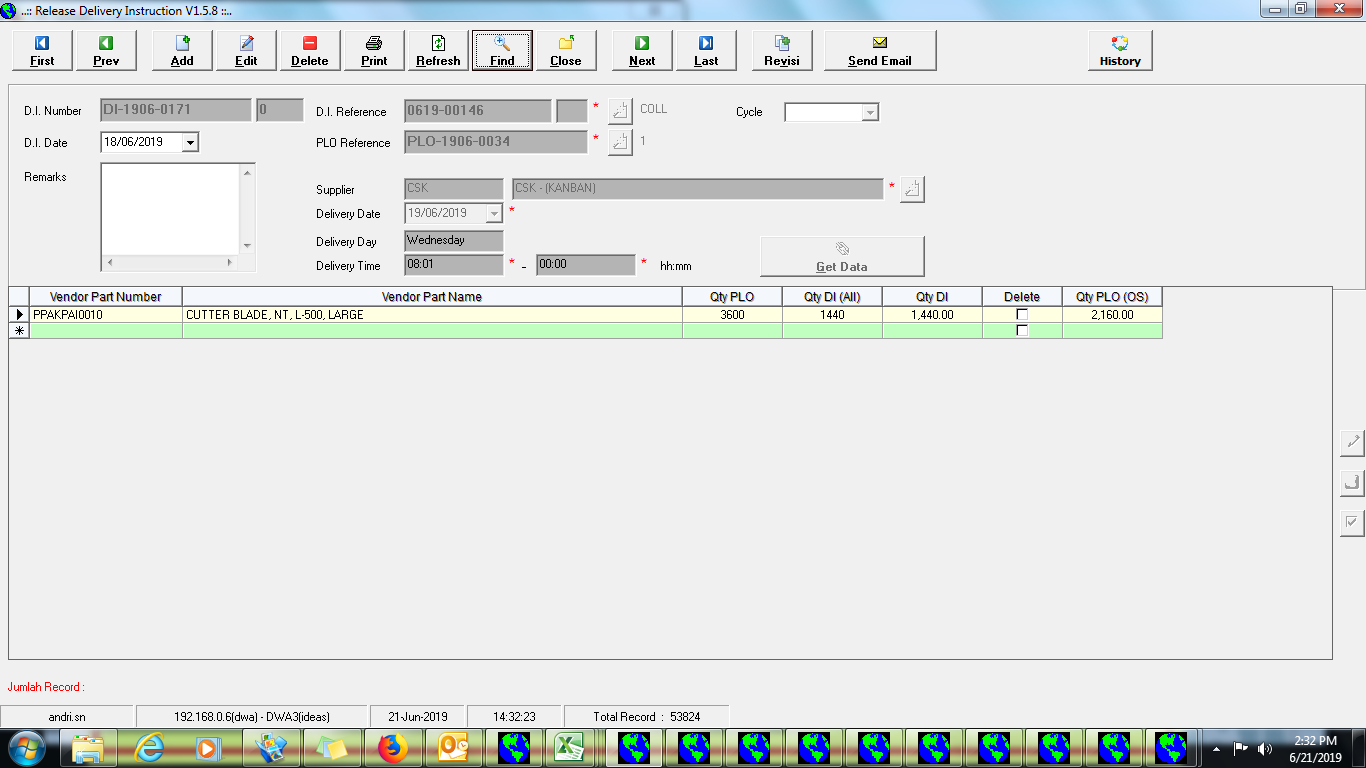 ..:: Release Delivery Instruction V1.5.8 ::..
First Prev Add Edit Delete Print Refresh Find Close Next Last Revisi Send Email History
D.I. Number DI-1906-0171 0 D.I. Reference 0619-00146 * COLL Cycle
D.I. Date 18/06/2019 PLO Reference PLO-1906-0034 * 1
Remarks
Supplier CSK CSK - (KANBAN) *
Delivery Date 19/06/2019 *
Delivery Day Wednesday
Delivery Time 08:01 * - 00:00 * hh:mm
Get Data
Vendor Part Number Vendor Part Name Qty PLO Qty DI (All) Qty DI Delete Qty PLO (OS)
PPAKPAI0010 CUTTER BLADE, NT, L-500, LARGE 3600 1440 1,440.00 2,160.00
Jumlah Record :
andri.sn 192.168.0.6(dwa) - DWA3(ideas) 21-Jun-2019 14:32:23 Total Record : 53824
2:32 PM
6/21/2019